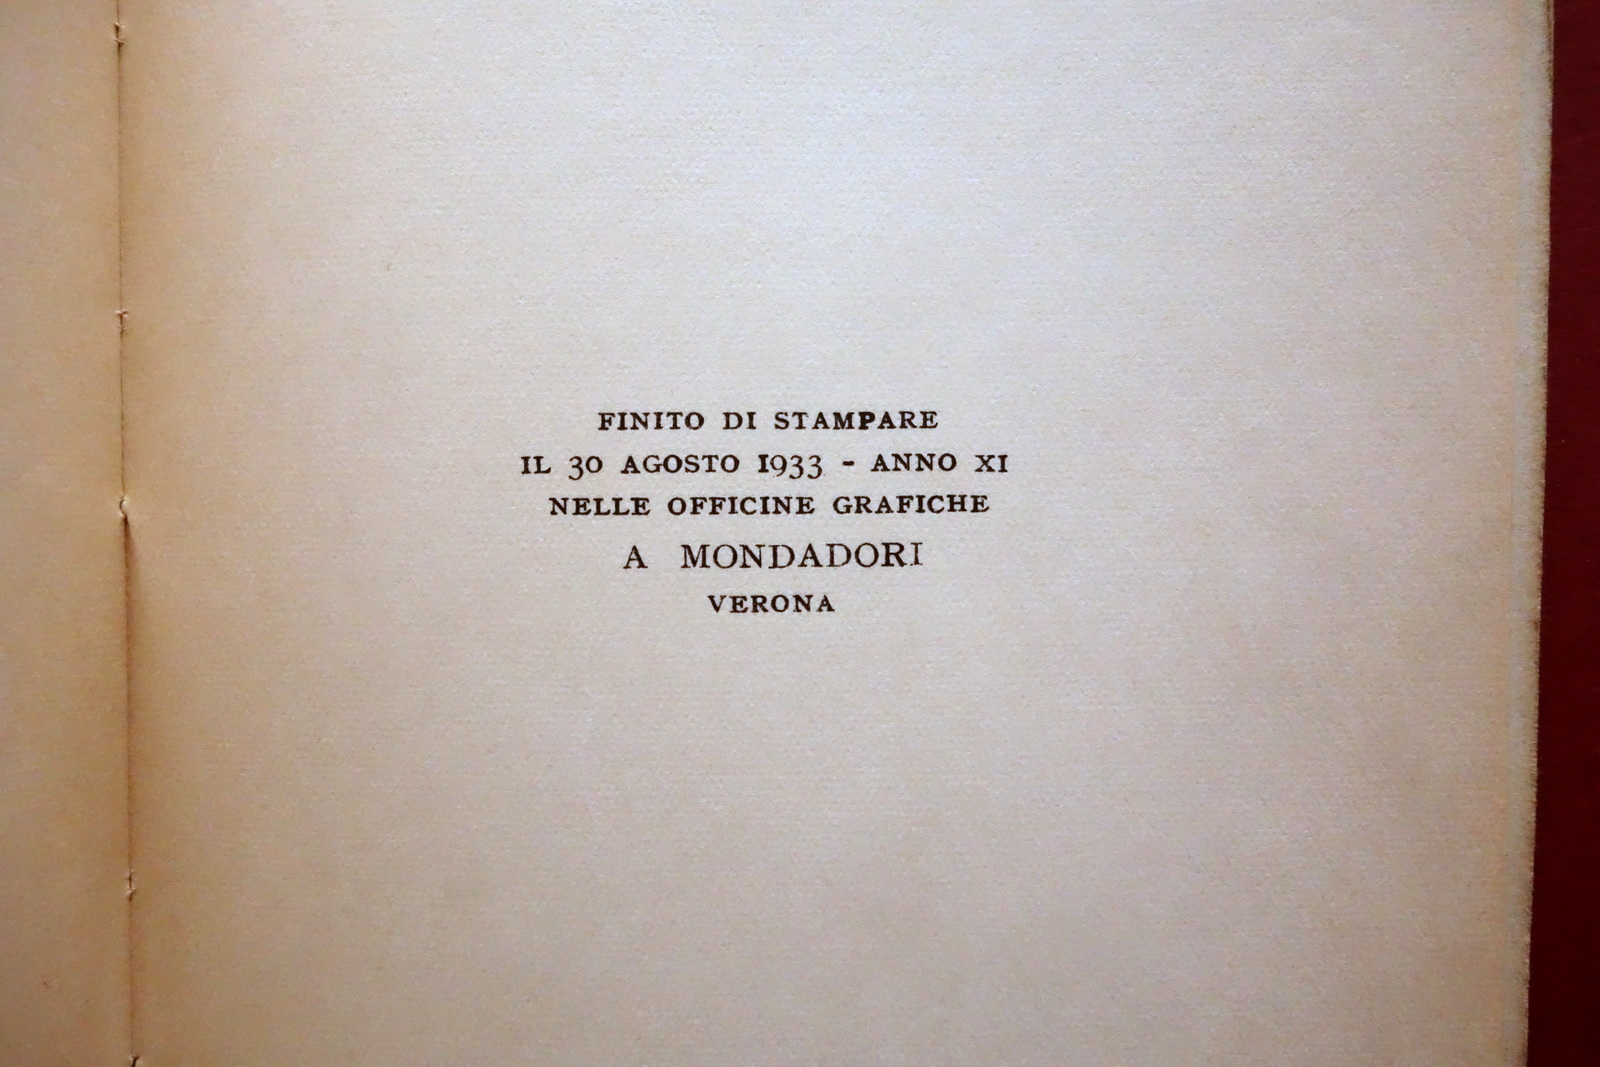 FINITO DI STAMPARE
IL 30 AGOSTO 1933 - ANNO XI
NELLE OFFICINE GRAFICHE
A MONDADORI
VERONA